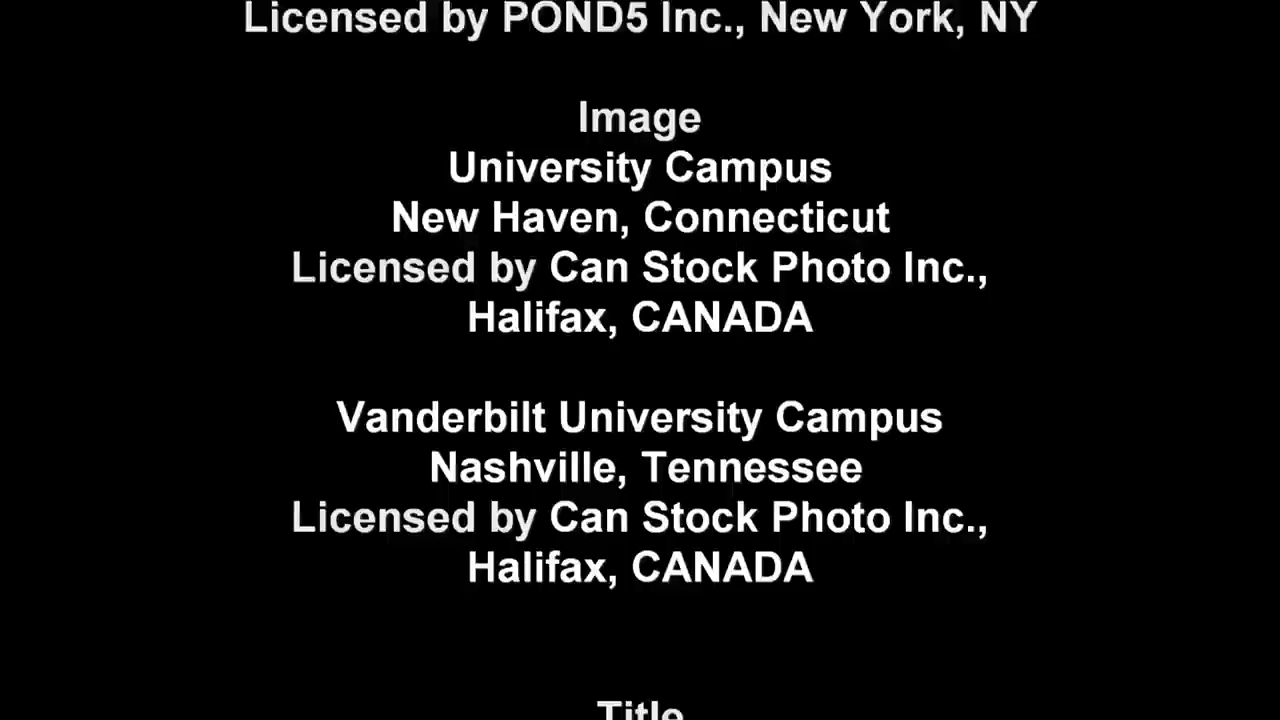 Licensed by POND5 Inc., New York, NY
Image
University Campus
New Haven, Connecticut
Licensed by Can Stock Photo Inc.,
Halifax, CANADA
Vanderbilt University Campus
Nashville, Tennessee
Licensed by Can Stock Photo Inc.,
Halifax, CANADA
Title